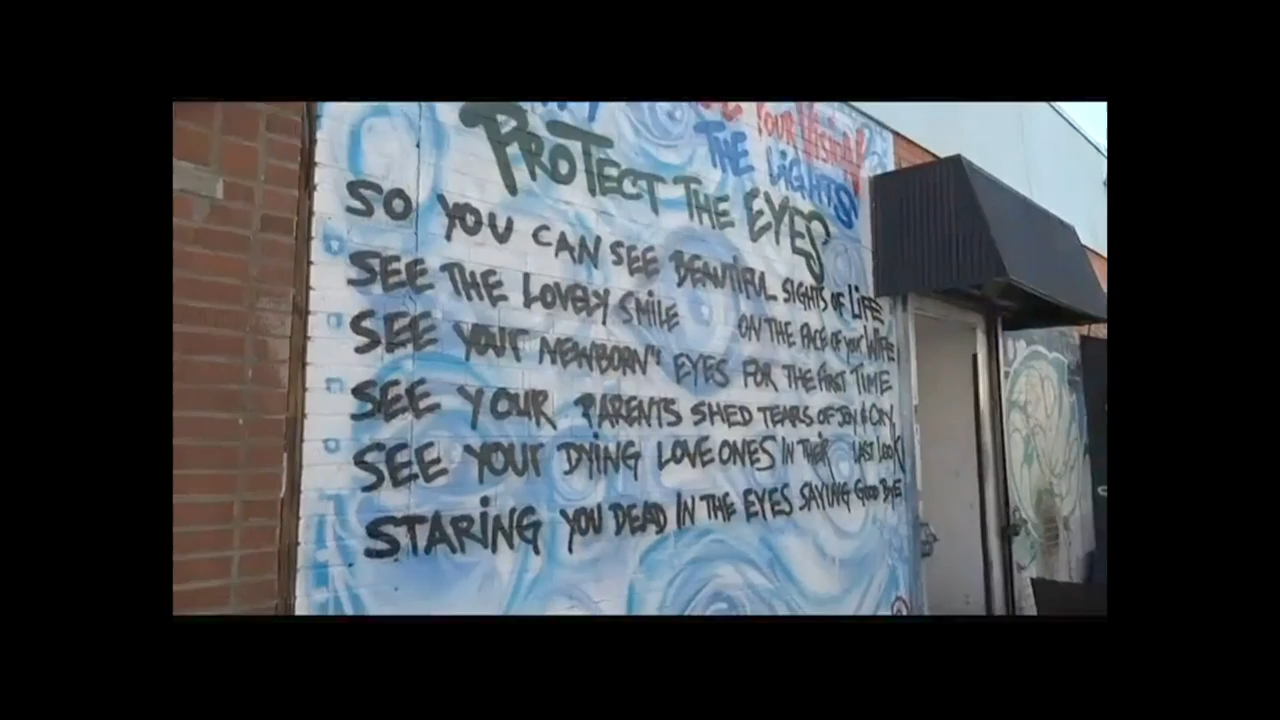 YOUR VISION
THE LIGHTS
PROTECT THE EYES
SO YOU CAN SEE BEAUTIFUL SIGHTS OF LIFE
SEE THE LOVELY SMILE ON THE FACE OF YOUR WIFE
SEE YOUR NEWBORN'' EYES FOR THE FIRST TIME
SEE YOUR PARENTS SHED TEARS OF JOY & CRY
SEE YOUR DYING LOVE ONES IN THEIR LAST LOOK
STARING YOU DEAD IN THE EYES SAYING GOOD BYE